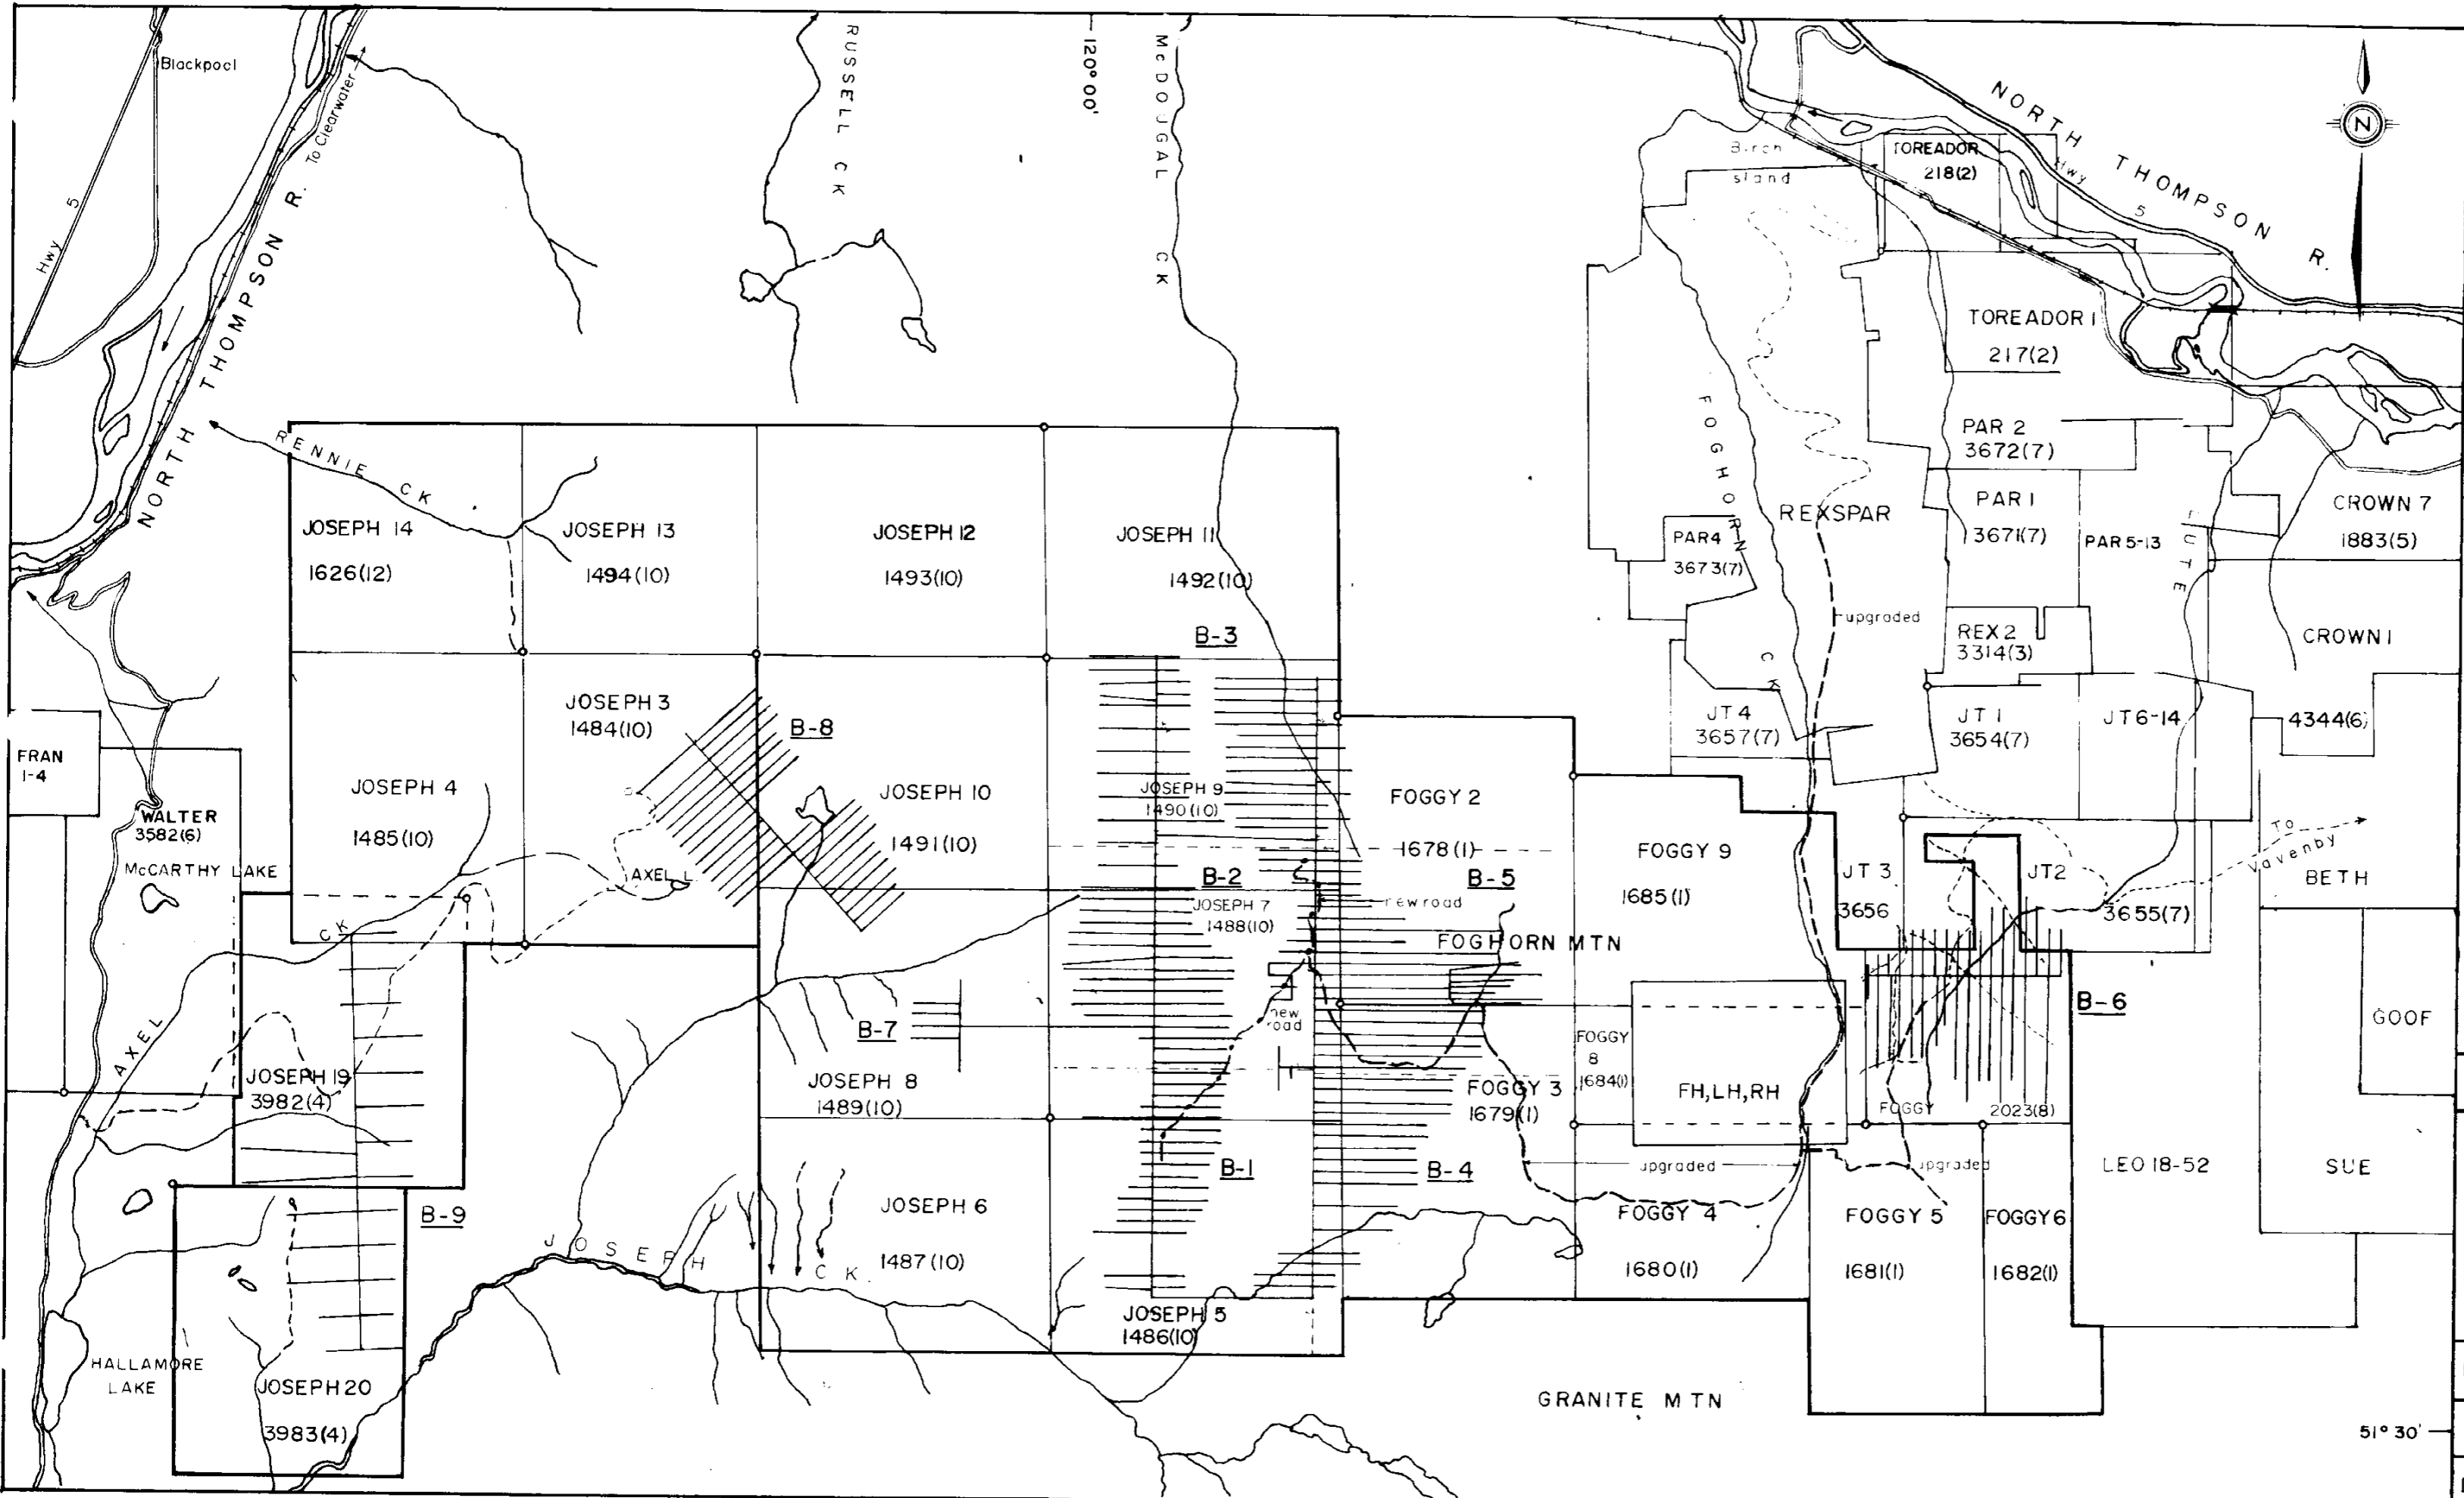 Blackpool
Hwy 5
To Clearwater
NORTH THOMPSON R.
RUSSELL CK
120° 00'
McDOUGAL CK
NORTH THOMPSON R.
Hwy 5
N
Birch
Island
TOREADOR
218(2)
TOREADOR 1
217(2)
PAR 2
3672(7)
PAR 1
3671(7)
PAR 5-13
CROWN 7
1883(5)
CROWN 1
4344(6)
FOGHORN CK
REXSPAR
PAR 4
3673(7)
upgraded
REX 2
3314(3)
JT 4
3657(7)
JT 1
3654(7)
JT 6-14
RENNIE CK
JOSEPH 14
1626(12)
JOSEPH 13
1494(10)
JOSEPH 12
1493(10)
JOSEPH 11
1492(10)
B-3
FRAN
1-4
WALTER
3582(6)
McCARTHY LAKE
JOSEPH 4
1485(10)
JOSEPH 3
1484(10)
B-8
AXEL L
JOSEPH 10
1491(10)
JOSEPH 9
1490(10)
B-2
JOSEPH 7
1488(10)
FOGGY 2
1678(1)
B-5
new road
FOGHORN MTN
FOGGY 9
1685(1)
JT 3
3656
JT2
3655(7)
To
Vavenby
BETH
AXEL CK
JOSEPH 19
3982(4)
B-7
JOSEPH 8
1489(10)
new
road
FOGGY 3
1679(1)
FOGGY
8
1684(1)
FH,LH,RH
B-6
FOGGY 2023(8)
GOOF
B-9
JOSEPH CK.
JOSEPH 6
1487(10)
B-1
B-4
upgraded
upgraded
FOGGY 4
1680(1)
FOGGY 5
1681(1)
FOGGY 6
1682(1)
LEO 18-52
SUE
HALLAMORE
LAKE
JOSEPH 20
3983(4)
JOSEPH 5
1486(10)
GRANITE MTN
51° 30'